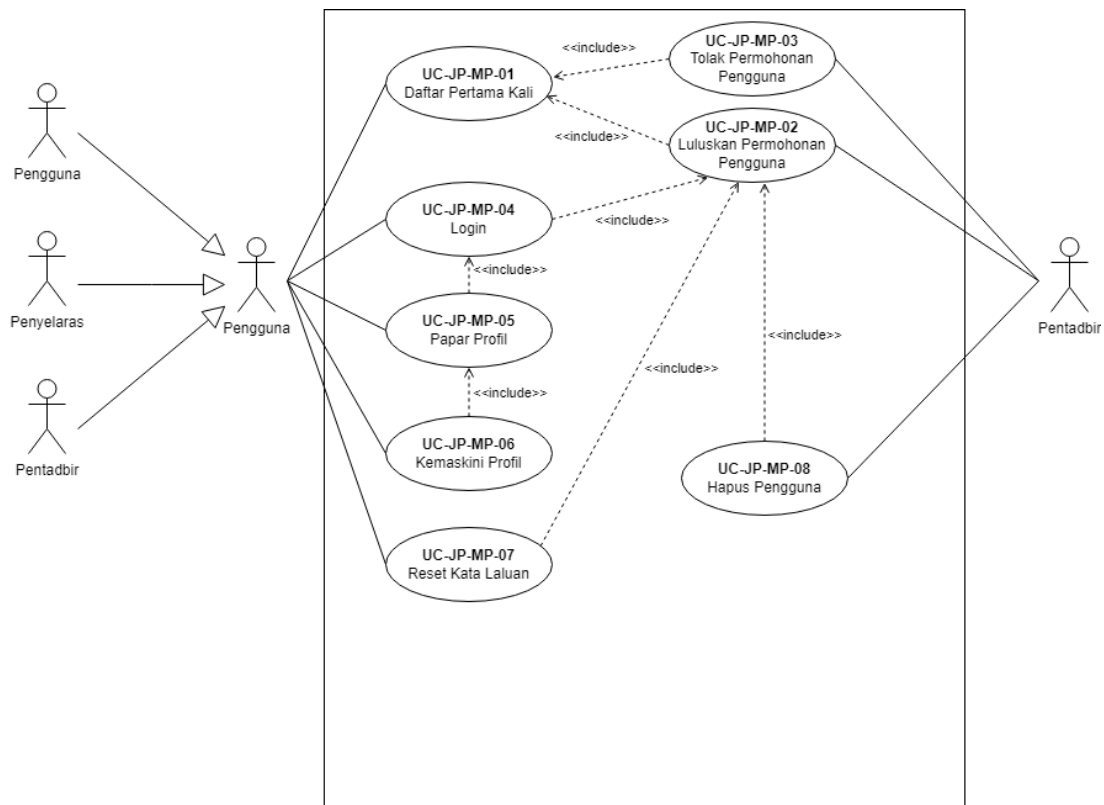 UC-JP-MP-03
Tolak Permohonan
Pengguna
<<include>>
UC-JP-MP-01
Daftar Pertama Kali
<<include>>
UC-JP-MP-02
Luluskan Permohonan
Pengguna
Pengguna
UC-JP-MP-04
Login
<<include>>
<<include>>
<<include>>
Penyelaras
Pengguna
UC-JP-MP-05
Papar Profil
Pentadbir
<<include>>
<<include>>
<<include>>
UC-JP-MP-06
Kemaskini Profil
Pentadbir
UC-JP-MP-08
Hapus Pengguna
UC-JP-MP-07
Reset Kata Laluan